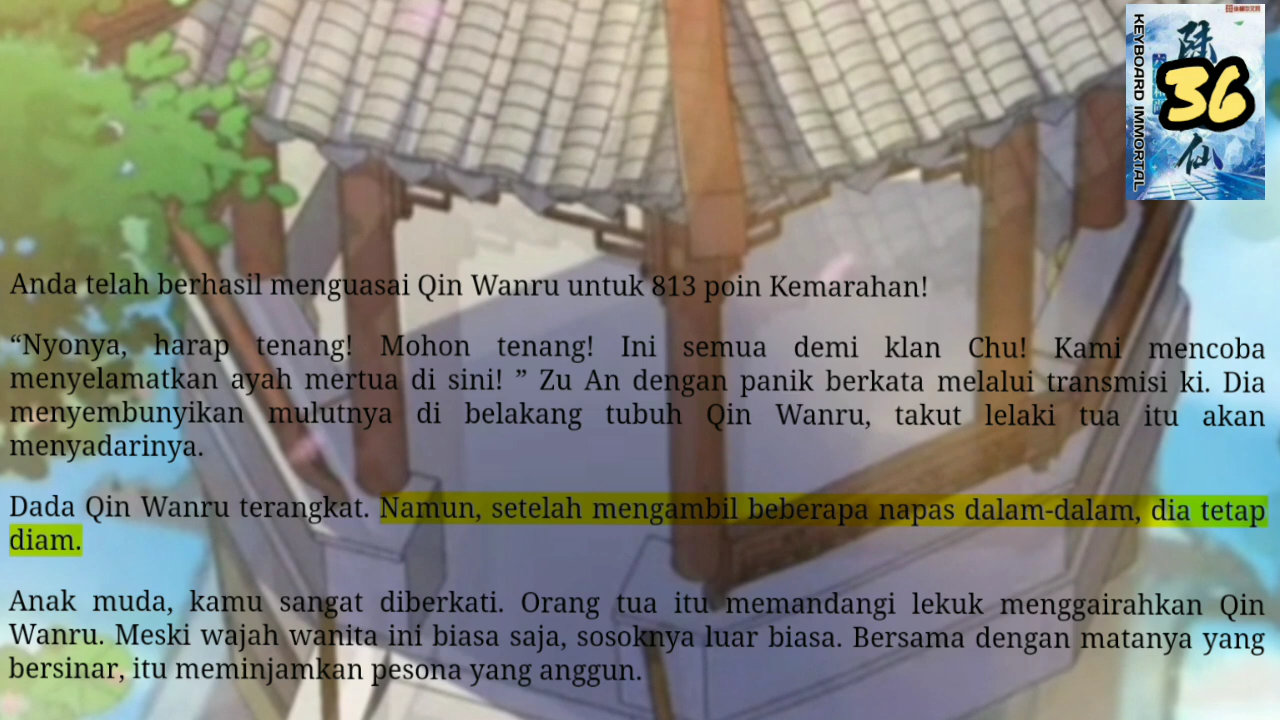 陆
仙
KEYBOARD IMMORTAL
36
Anda telah berhasil menguasai Qin Wanru untuk 813 poin Kemarahan!
“Nyonya, harap tenang! Mohon tenang! Ini semua demi klan Chu! Kami mencoba
menyelamatkan ayah mertua di sini! ” Zu An dengan panik berkata melalui transmisi ki. Dia
menyembunyikan mulutnya di belakang tubuh Qin Wanru, takut lelaki tua itu akan
menyadarinya.
Dada Qin Wanru terangkat. Namun, setelah mengambil beberapa napas dalam-dalam, dia tetap
diam.
Anak muda, kamu sangat diberkati. Orang tua itu memandangi lekuk menggairahkan Qin
Wanru. Meski wajah wanita ini biasa saja, sosoknya luar biasa. Bersama dengan matanya yang
bersinar, itu meminjamkan pesona yang anggun.